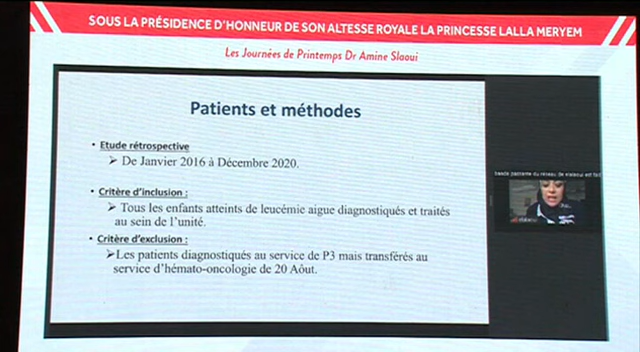 SOUS LA PRÉSIDENCE D'HONNEUR DE SON ALTESSE ROYALE LA PRINCESSE LALLA MERYEM
Les Journées de Printemps Dr Amine Slaoui
Patients et méthodes
• Etude rétrospective
➢ De Janvier 2016 à Décembre 2020.
• Critère d'inclusion :
➢ Tous les enfants atteints de leucémie aigue diagnostiqués et traités
au sein de l'unité.
• Critère d'exclusion :
➢Les patients diagnostiqués au service de P3 mais transférés au
service d'hémato-oncologie de 20 Aôut.